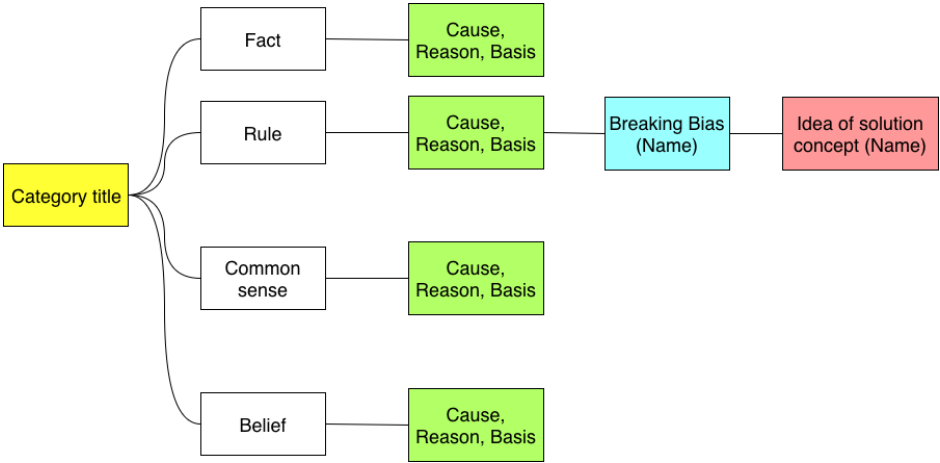 Fact
Cause,
Reason, Basis
Rule
Cause,
Reason, Basis
Breaking Bias
(Name)
Idea of solution
concept (Name)
Category title
Common
sense
Cause,
Reason, Basis
Belief
Cause,
Reason, Basis